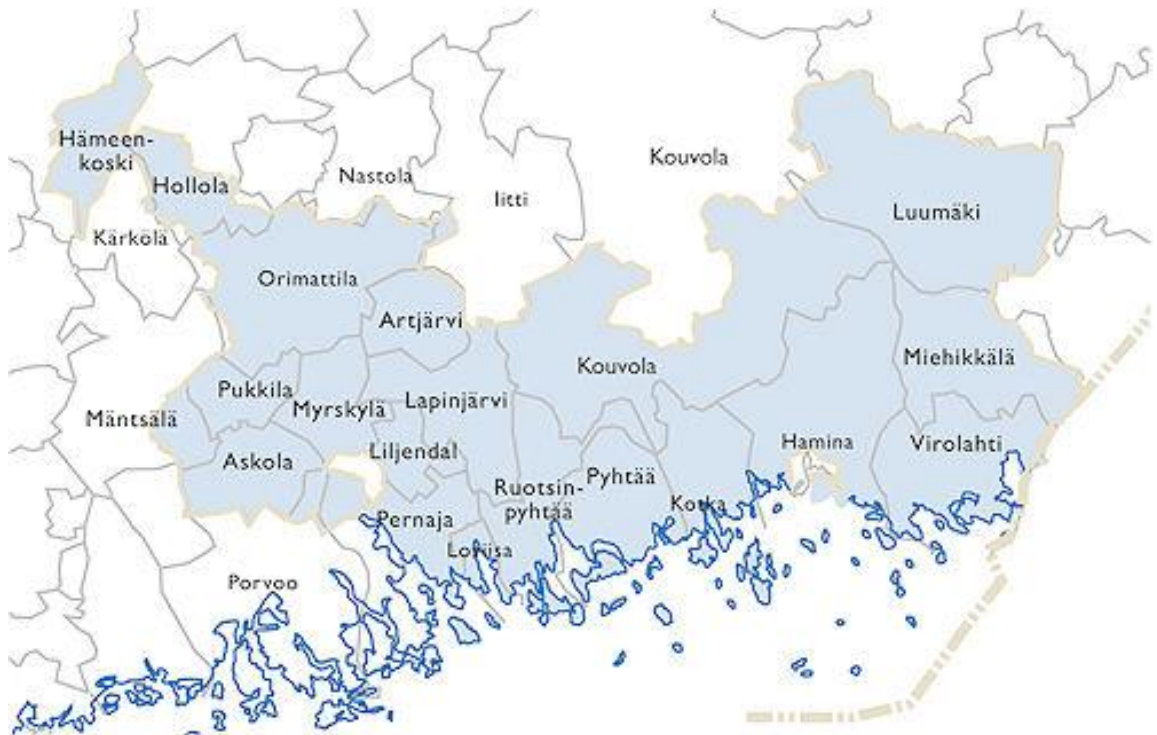 Hämeen-
koski
Hollola
Nastola
Iitti
Kouvola
Luumäki
Kärkölä
Orimattila
Artjärvi
Kouvola
Miehikkälä
Pukkila
Myrskylä
Lapinjärvi
Mäntsälä
Askola
Liljendal
Hamina
Virolahti
Ruotsin-
pyhtää
Pyhtää
Kotka
Pernaja
Loviisa
Porvoo